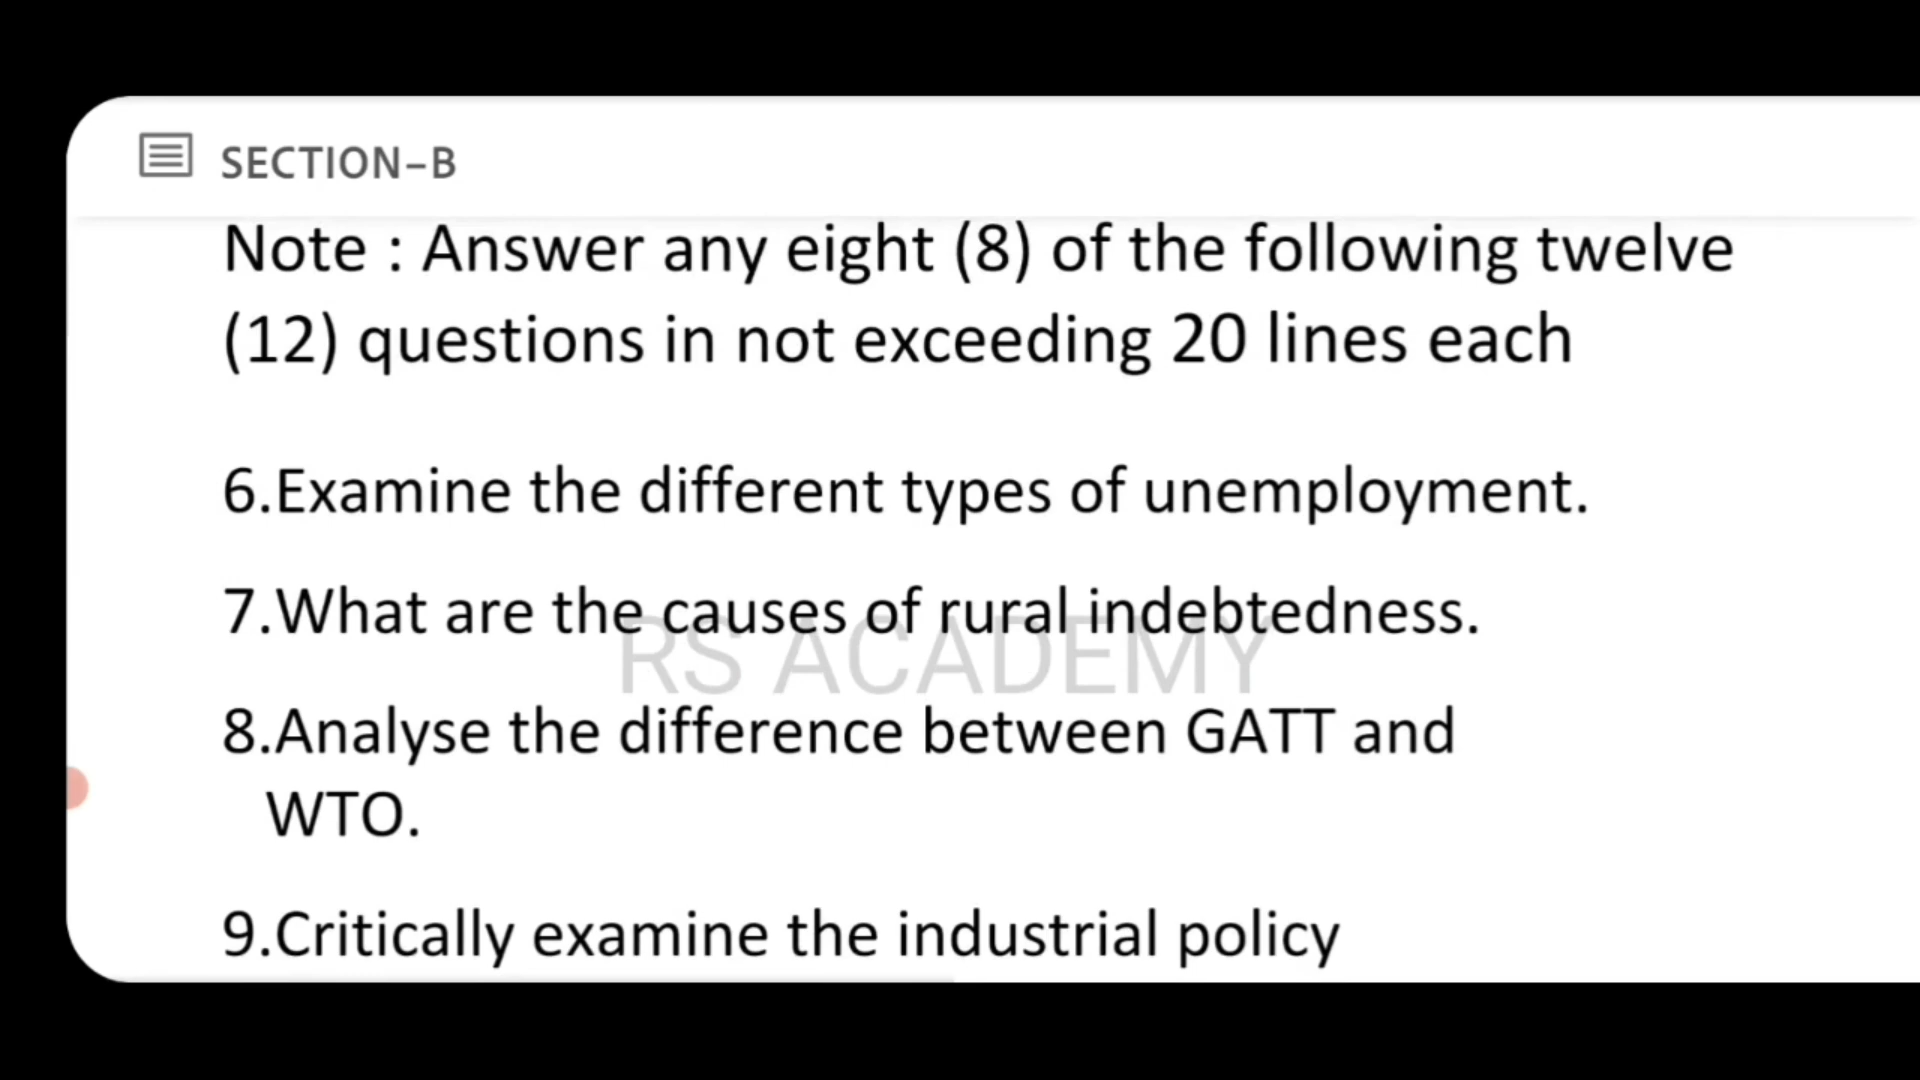 SECTION–B
Note : Answer any eight (8) of the following twelve
(12) questions in not exceeding 20 lines each
6.Examine the different types of unemployment.
7.What are the causes of rural indebtedness.
RS ACADEMY
8.Analyse the difference between GATT and
WTO.
9.Critically examine the industrial policy